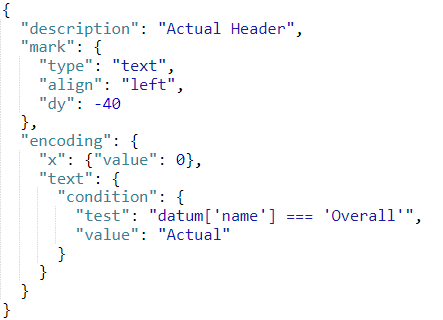 {
  "description": "Actual Header",
  "mark": {
    "type": "text",
    "align": "left",
    "dy": -40
  },
  "encoding": {
    "x": {"value": 0},
    "text": {
      "condition": {
        "test": "datum['name'] === 'Overall'",
        "value": "Actual"
      }
    }
  }
}